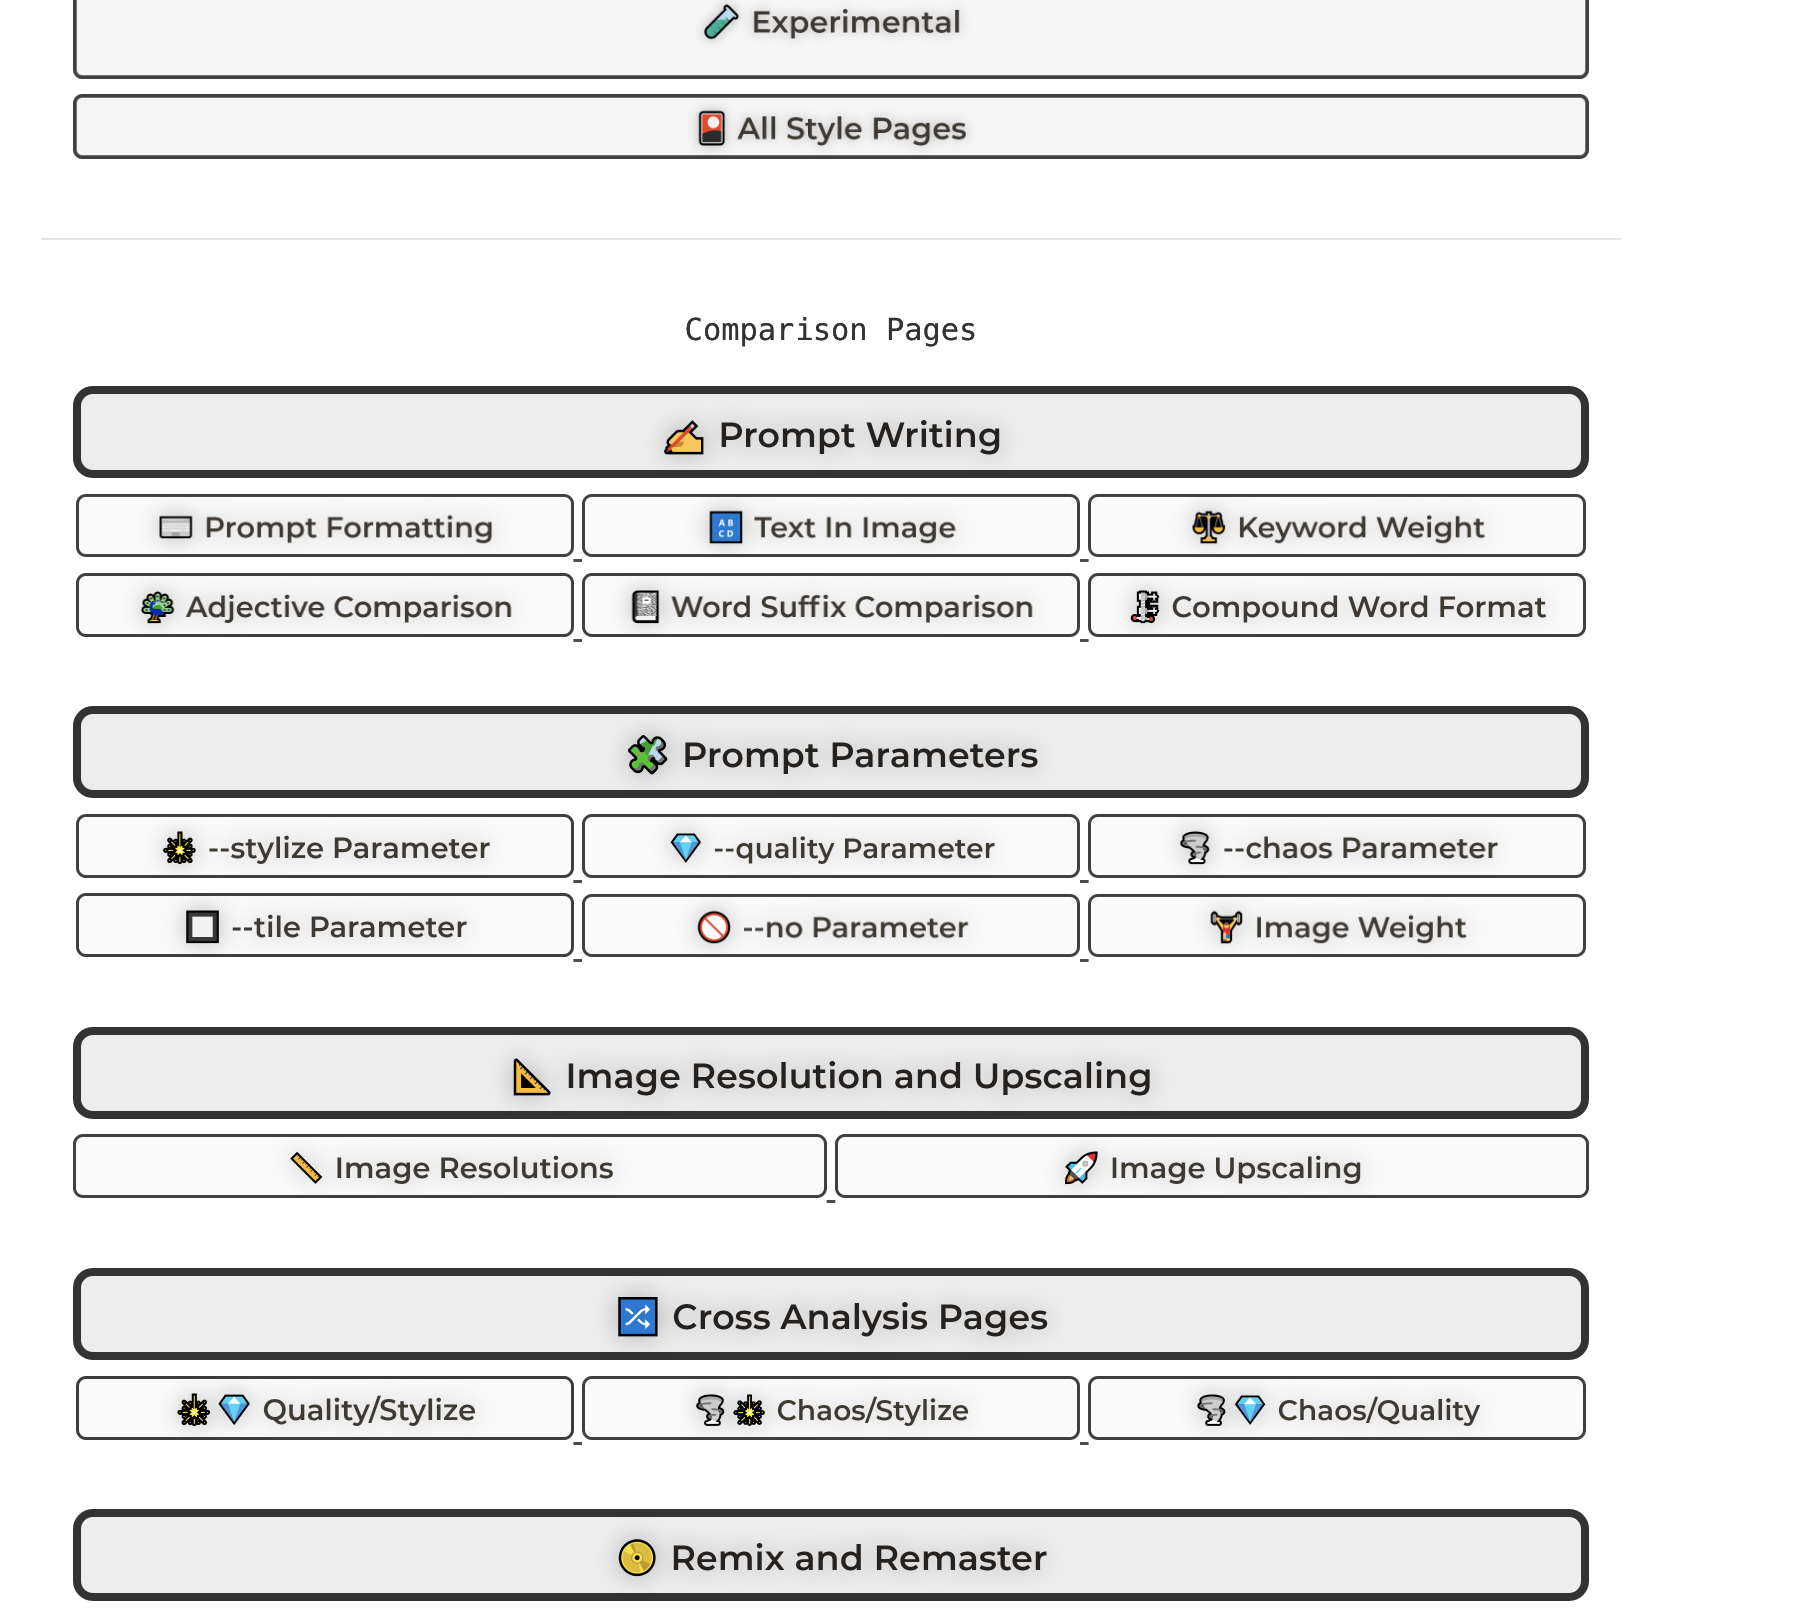 Experimental
All Style Pages
Comparison Pages
Prompt Writing
Prompt Formatting
Text In Image
Keyword Weight
Adjective Comparison
Word Suffix Comparison
Compound Word Format
Prompt Parameters
--stylize Parameter
--quality Parameter
--chaos Parameter
--tile Parameter
--no Parameter
Image Weight
Image Resolution and Upscaling
Image Resolutions
Image Upscaling
Cross Analysis Pages
Quality/Stylize
Chaos/Stylize
Chaos/Quality
Remix and Remaster